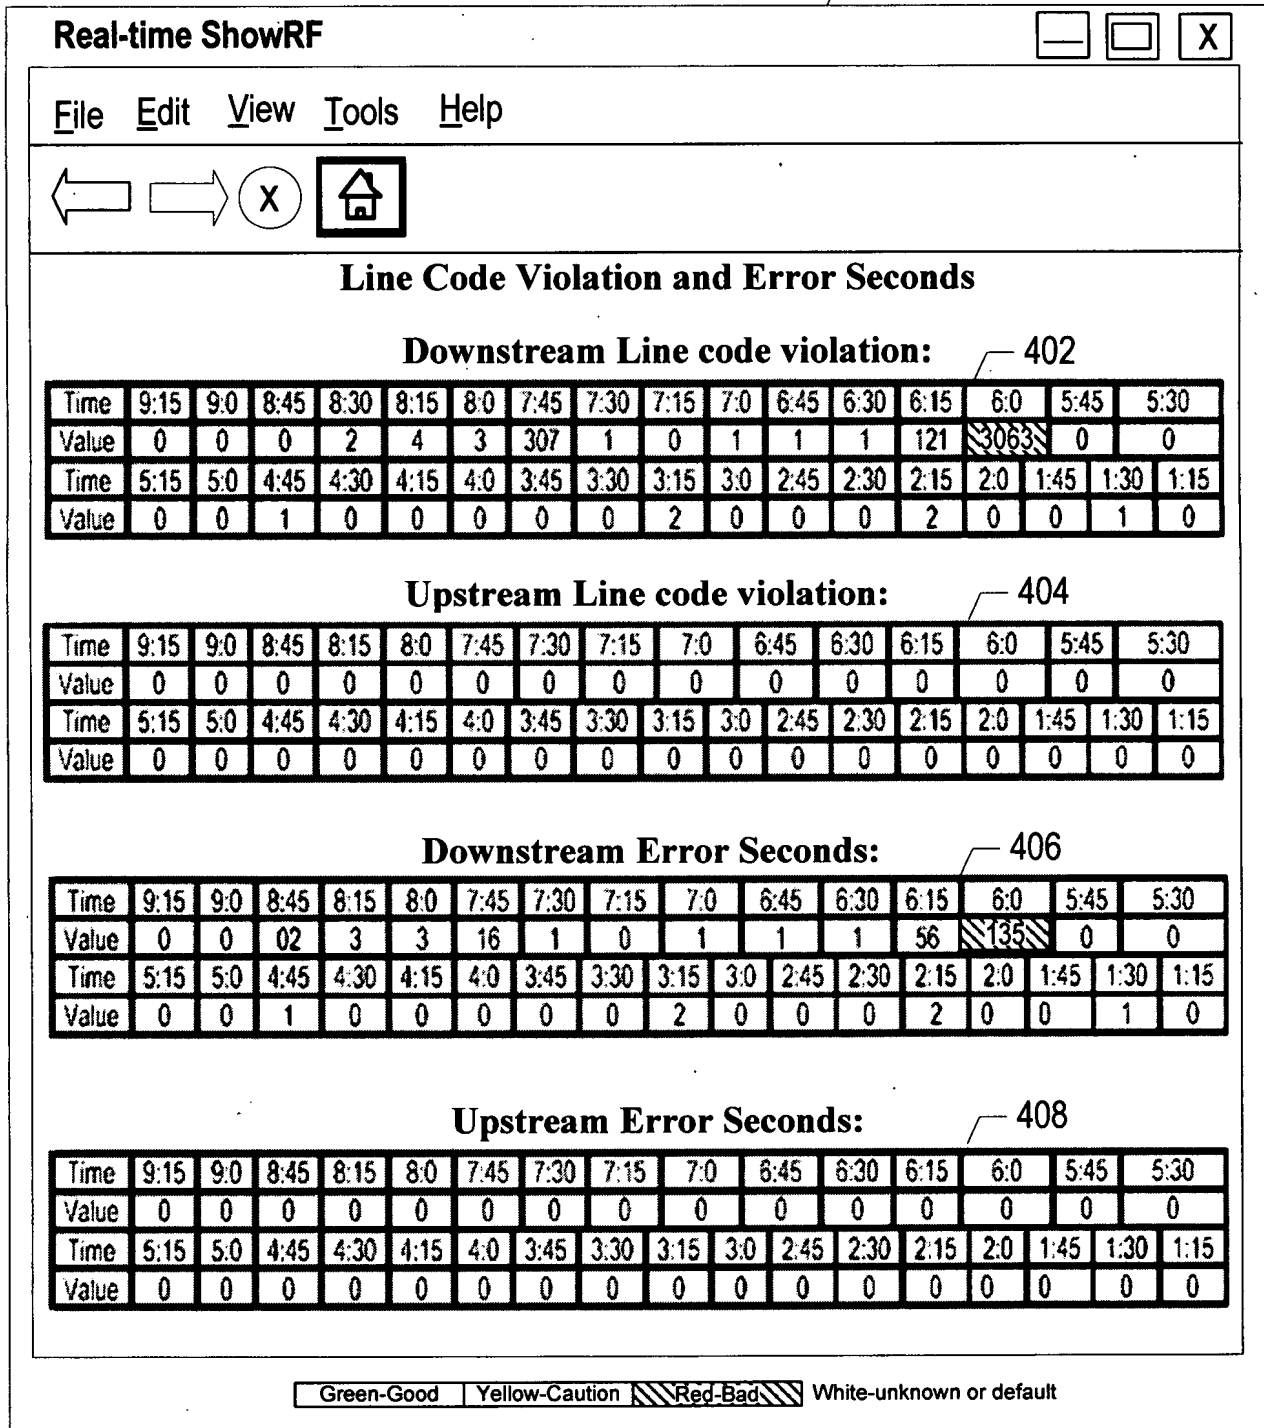 Real-time ShowRF X
File Edit View Tools Help
X
Line Code Violation and Error Seconds
Downstream Line code violation: 402
Time 9:15 9:0 8:45 8:30 8:15 8:0 7:45 7:30 7:15 7:0 6:45 6:30 6:15 6:0 5:45 5:30
Value 0 0 0 2 4 3 307 1 0 1 1 1 121 3063 0 0
Time 5:15 5:0 4:45 4:30 4:15 4:0 3:45 3:30 3:15 3:0 2:45 2:30 2:15 2:0 1:45 1:30 1:15
Value 0 0 1 0 0 0 0 0 2 0 0 0 2 0 0 1 0
Upstream Line code violation: 404
Time 9:15 9:0 8:45 8:15 8:0 7:45 7:30 7:15 7:0 6:45 6:30 6:15 6:0 5:45 5:30
Value 0 0 0 0 0 0 0 0 0 0 0 0 0 0 0
Time 5:15 5:0 4:45 4:30 4:15 4:0 3:45 3:30 3:15 3:0 2:45 2:30 2:15 2:0 1:45 1:30 1:15
Value 0 0 0 0 0 0 0 0 0 0 0 0 0 0 0 0 0
Downstream Error Seconds: 406
Time 9:15 9:0 8:45 8:15 8:0 7:45 7:30 7:15 7:0 6:45 6:30 6:15 6:0 5:45 5:30
Value 0 0 02 3 3 16 1 0 1 1 1 56 135 0 0
Time 5:15 5:0 4:45 4:30 4:15 4:0 3:45 3:30 3:15 3:0 2:45 2:30 2:15 2:0 1:45 1:30 1:15
Value 0 0 1 0 0 0 0 0 2 0 0 0 2 0 0 1 0
Upstream Error Seconds: 408
Time 9:15 9:0 8:45 8:15 8:0 7:45 7:30 7:15 7:0 6:45 6:30 6:15 6:0 5:45 5:30
Value 0 0 0 0 0 0 0 0 0 0 0 0 0 0 0
Time 5:15 5:0 4:45 4:30 4:15 4:0 3:45 3:30 3:15 3:0 2:45 2:30 2:15 2:0 1:45 1:30 1:15
Value 0 0 0 0 0 0 0 0 0 0 0 0 0 0 0 0 0
Green-Good Yellow-Caution Red-Bad White-unknown or default